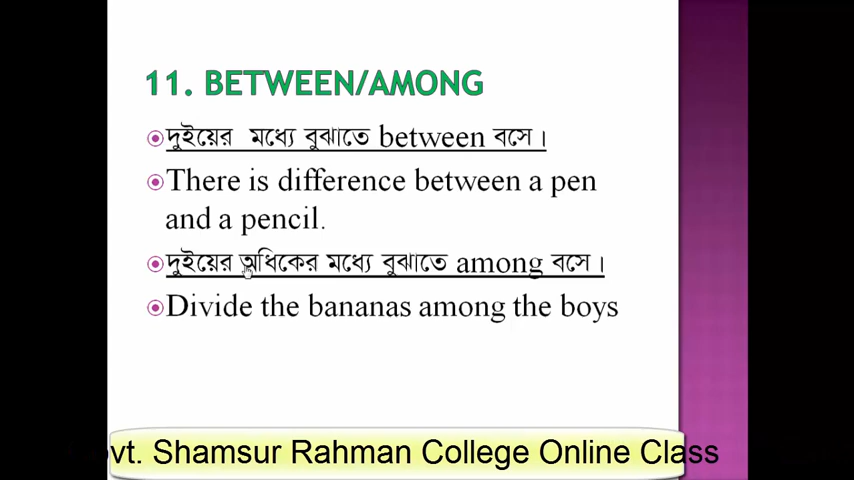 11. BETWEEN/AMONG
দুইয়ের মধ্যে বুঝাতে between বসে।
There is difference between a pen
and a pencil.
দুইয়ের অধিকের মধ্যে বুঝাতে among বসে।
Divide the bananas among the boys
Shamsur Rahman College Online Class